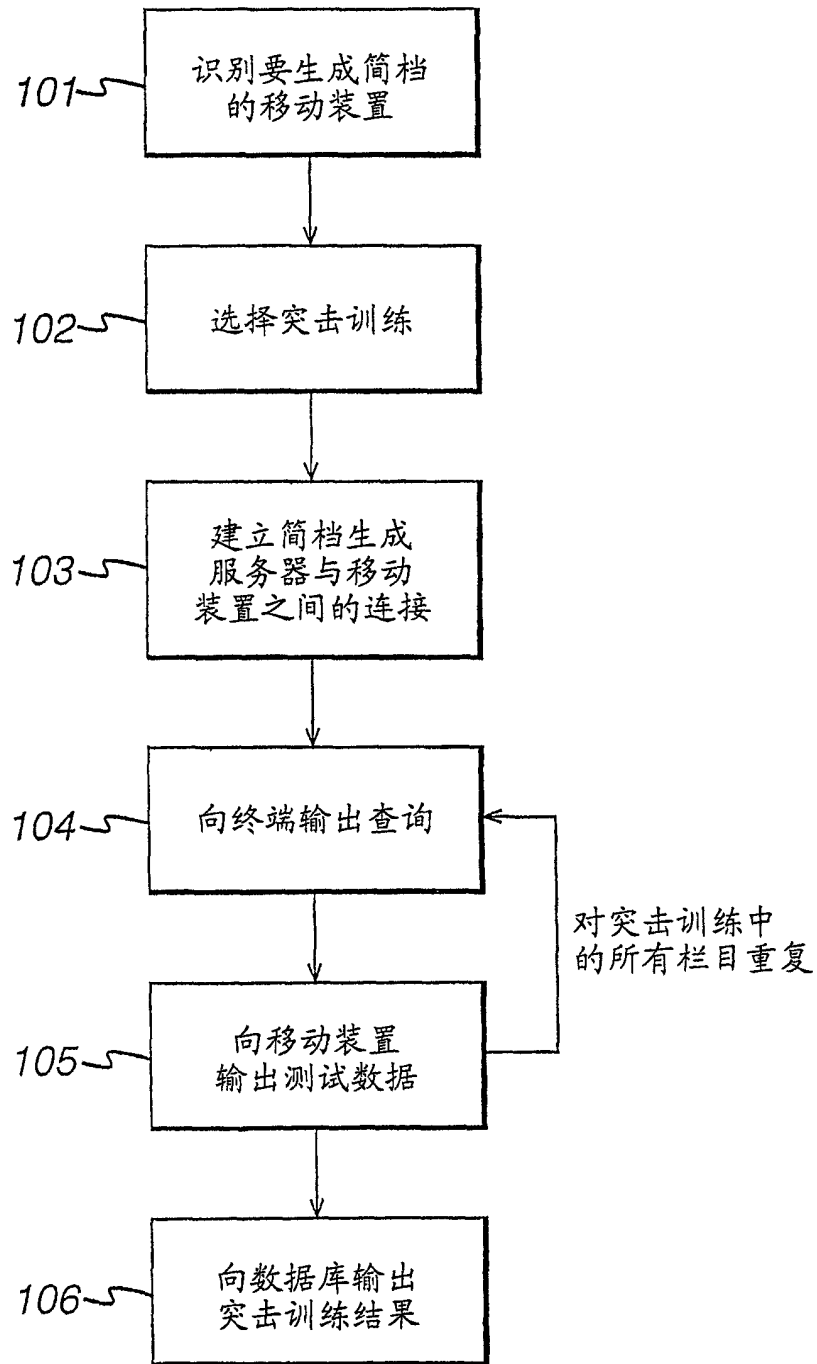 101
识别要生成简档
的移动装置
102
选择突击训练
103
建立简档生成
服务器与移动
装置之间的连接
104
向终端输出查询
对突击训练中
的所有栏目重复
105
向移动装置
输出测试数据
106
向数据库输出
突击训练结果